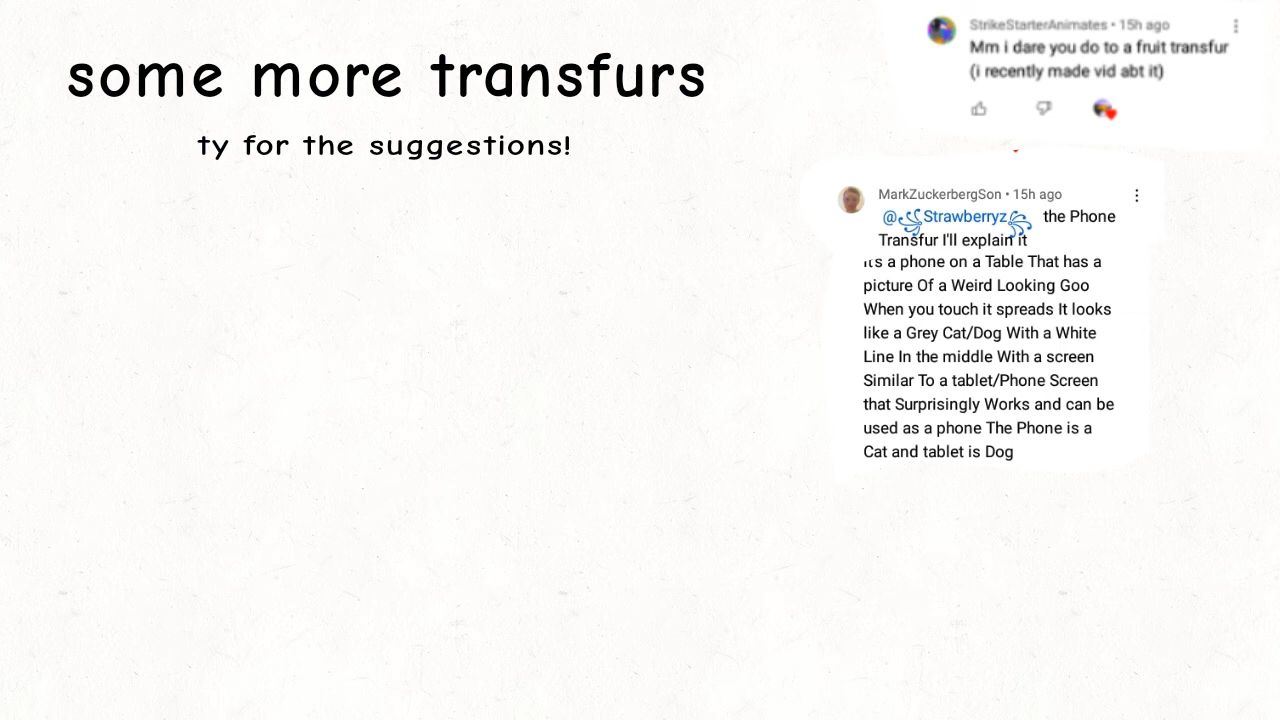 some more transfurs
ty for the suggestions!
StrikeStarterAnimates • 15h ago
Mm i dare you do to a fruit transfur
(i recently made vid abt it)
MarkZuckerbergSon • 15h ago
@꧁Strawberryz꧂ the Phone
Transfur I'll explain it
its a phone on a Table That has a
picture Of a Weird Looking Goo
When you touch it spreads It looks
like a Grey Cat/Dog With a White
Line In the middle With a screen
Similar To a tablet/Phone Screen
that Surprisingly Works and can be
used as a phone The Phone is a
Cat and tablet is Dog